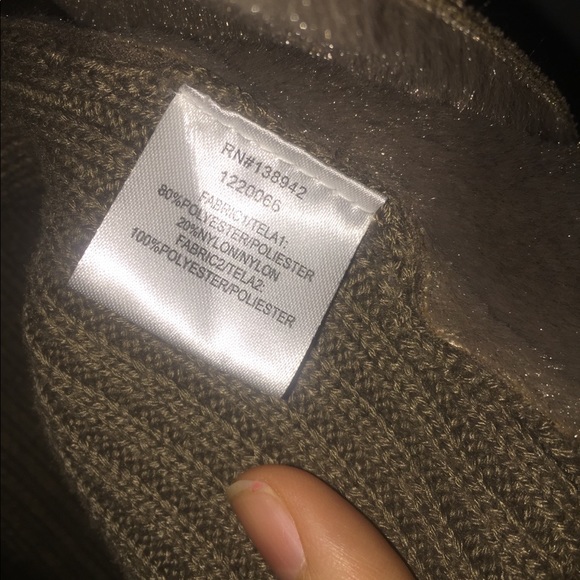 RN#138942
1220066
FABRIC1/TELA1:
80%POLYESTER/POLIESTER
20%NYLON/NYLON
FABRIC2/TELA2:
100%POLYESTER/POLIESTER